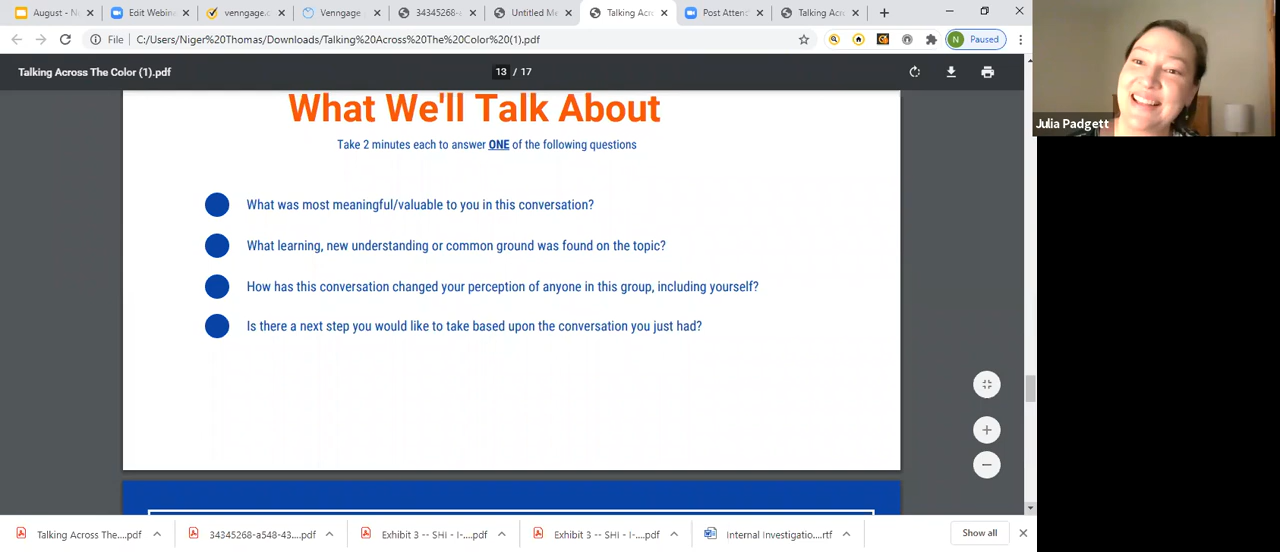 August - N
Edit Webine
venngage.c
Venngage
34345268-a
Untitled Me
Talking Acr
Post Attend
Talking Acr
File C:/Users/Niger%20Thomas/Downloads/Talking%20Across%20The%20Color%20(1).pdf
N Paused
Talking Across The Color (1).pdf
13 / 17
What We'll Talk About
Take 2 minutes each to answer ONE of the following questions
What was most meaningful/valuable to you in this conversation?
What learning, new understanding or common ground was found on the topic?
How has this conversation changed your perception of anyone in this group, including yourself?
Is there a next step you would like to take based upon the conversation you just had?
Julia Padgett
Talking Across The....pdf
34345268-a548-43....pdf
Exhibit 3 -- SHI - I-....pdf
Exhibit 3 -- SHI - I-....pdf
Internal Investigatio....rtf
Show all